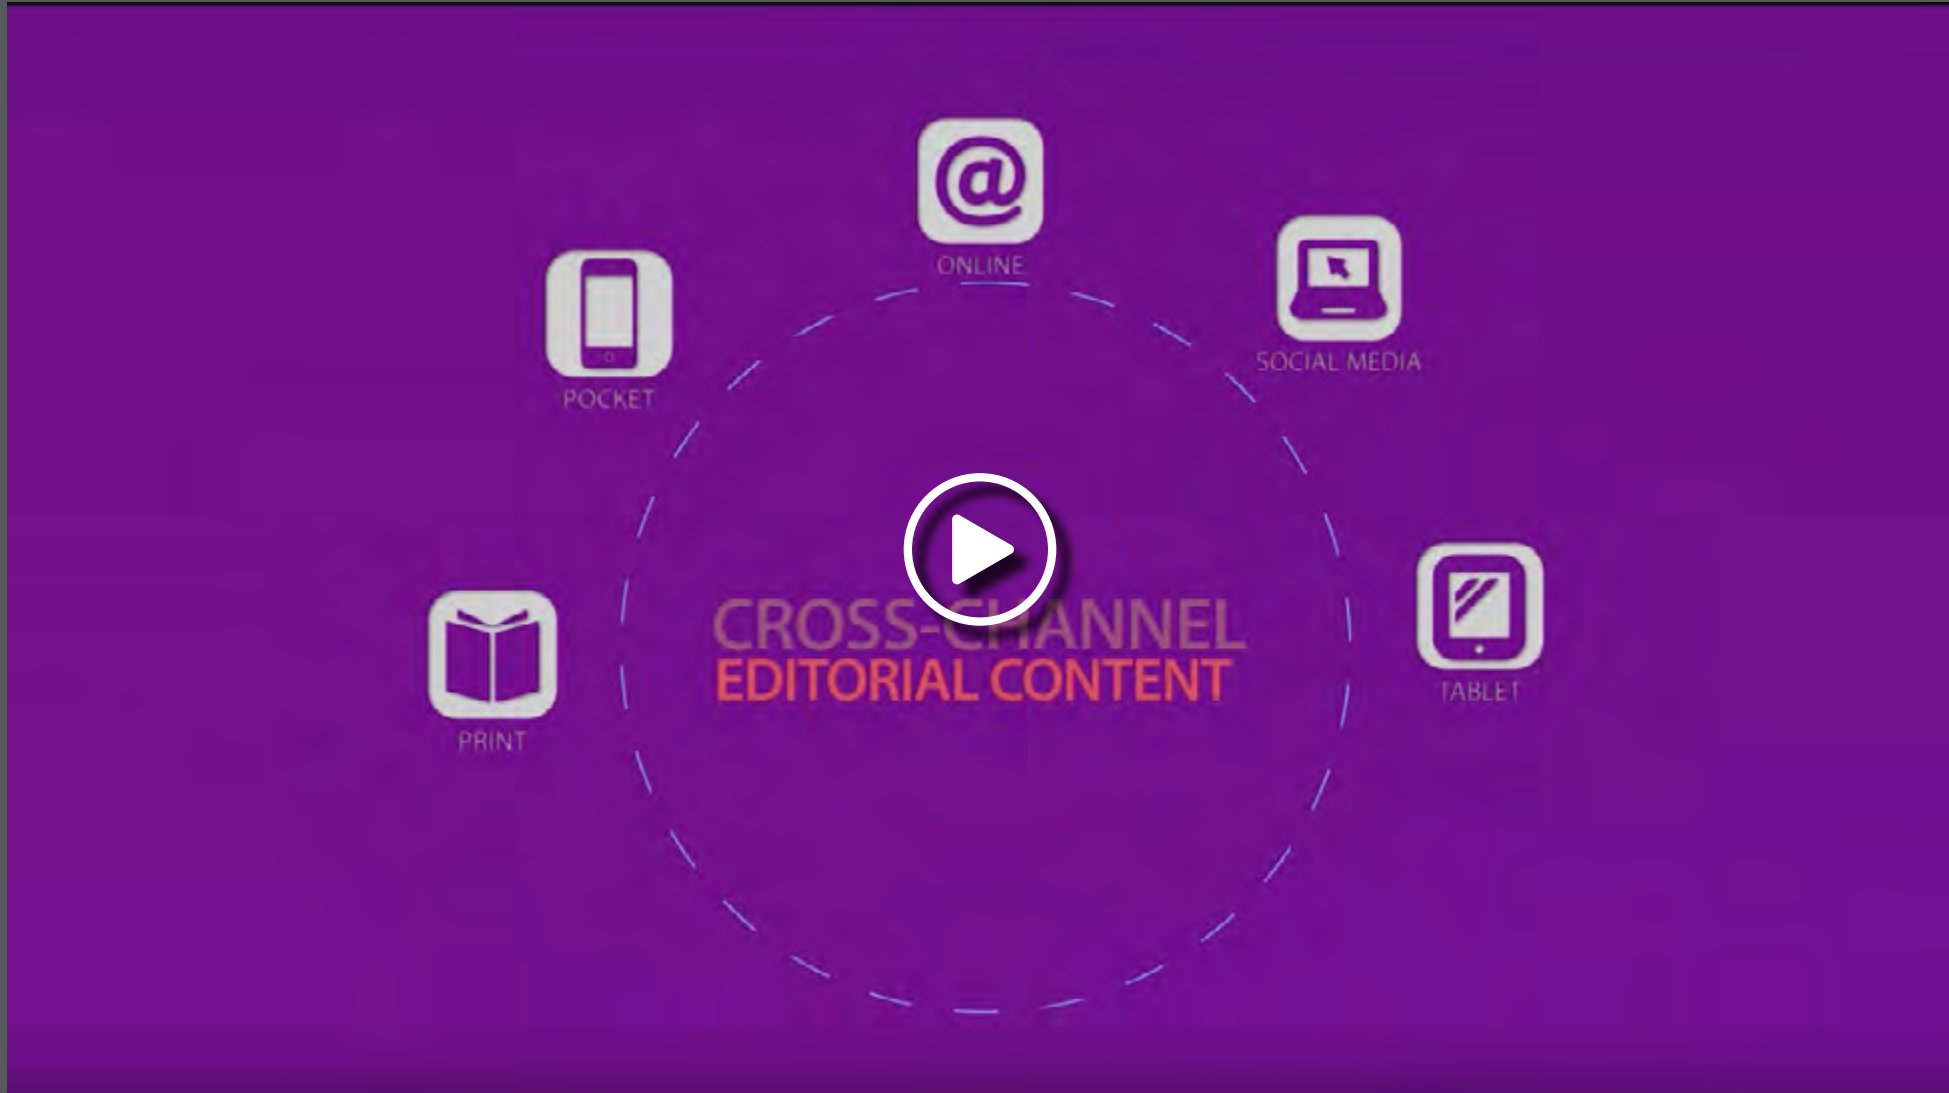 @
ONLINE
SOCIAL MEDIA
POCKET
CROSS-CHANNEL
EDITORIAL CONTENT
TABLET
PRINT